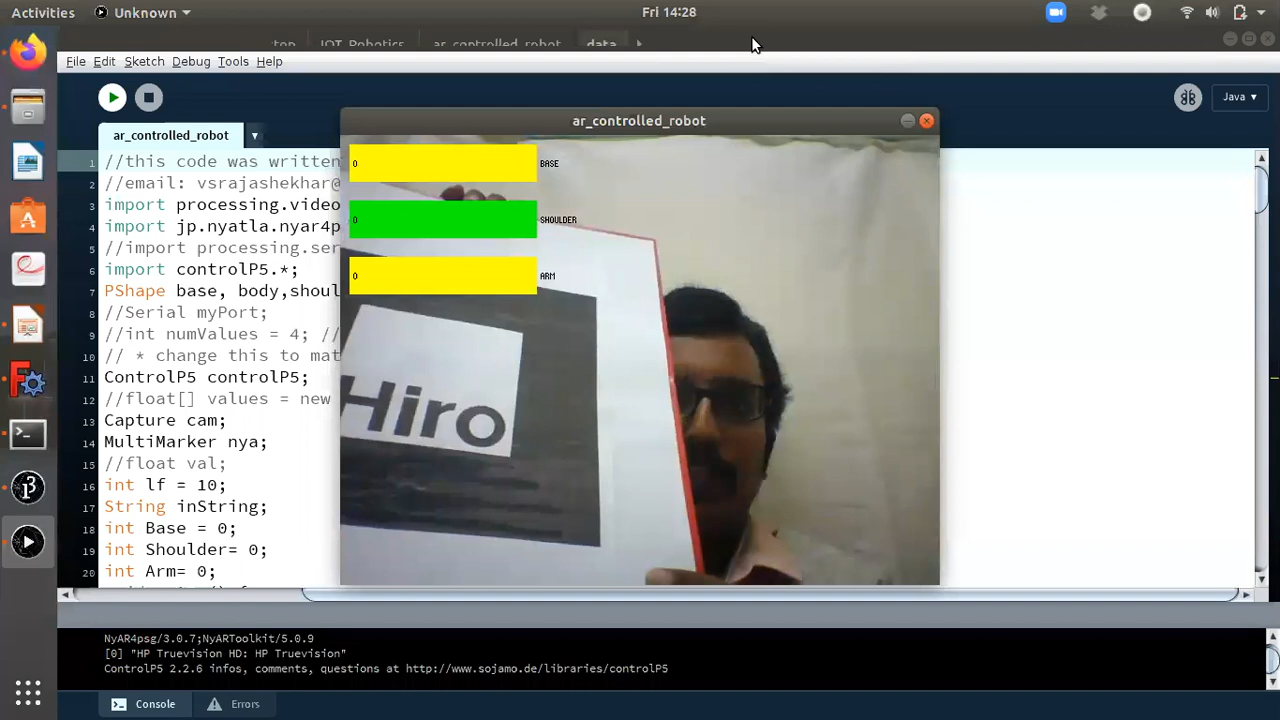 Activities Unknown Fri 14:28
IOT_Robotics ar_controlled_robot data
File Edit Sketch Debug Tools Help
Java
ar_controlled_robot
1 //this code was written
2 //email: vsrajashekhar@
3 import processing.video
4 import jp.nyatla.nyar4p
5 //import processing.ser
6 import controlP5.*;
7 PShape base, body,shoul
8 //Serial myPort;
9 //int numValues = 4; //
10 // * change this to mat
11 ControlP5 controlP5;
12 //float[] values = new
13 Capture cam;
14 MultiMarker nya;
15 //float val;
16 int lf = 10;
17 String inString;
18 int Base = 0;
19 int Shoulder= 0;
20 int Arm= 0;
ar_controlled_robot
0 BASE
0 SHOULDER
0 ARM
Hiro
NyAR4psg/3.0.7;NyARToolkit/5.0.9
[0] "HP Truevision HD: HP Truevision"
ControlP5 2.2.6 infos, comments, questions at http://www.sojamo.de/libraries/controlP5
Console Errors